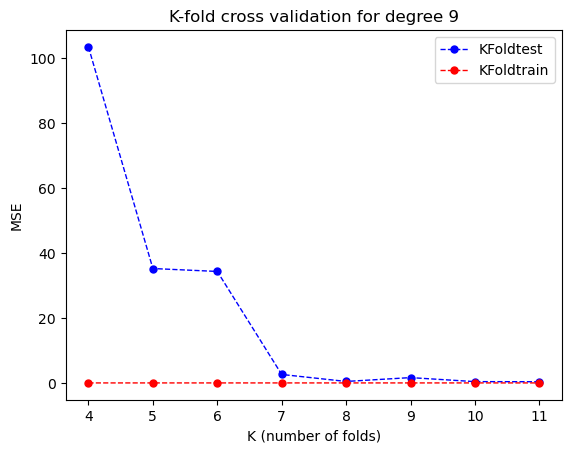 K-fold cross validation for degree 9
KFoldtest
KFoldtrain
100
80
60
40
20
0
MSE
4 5 6 7 8 9 10 11
K (number of folds)